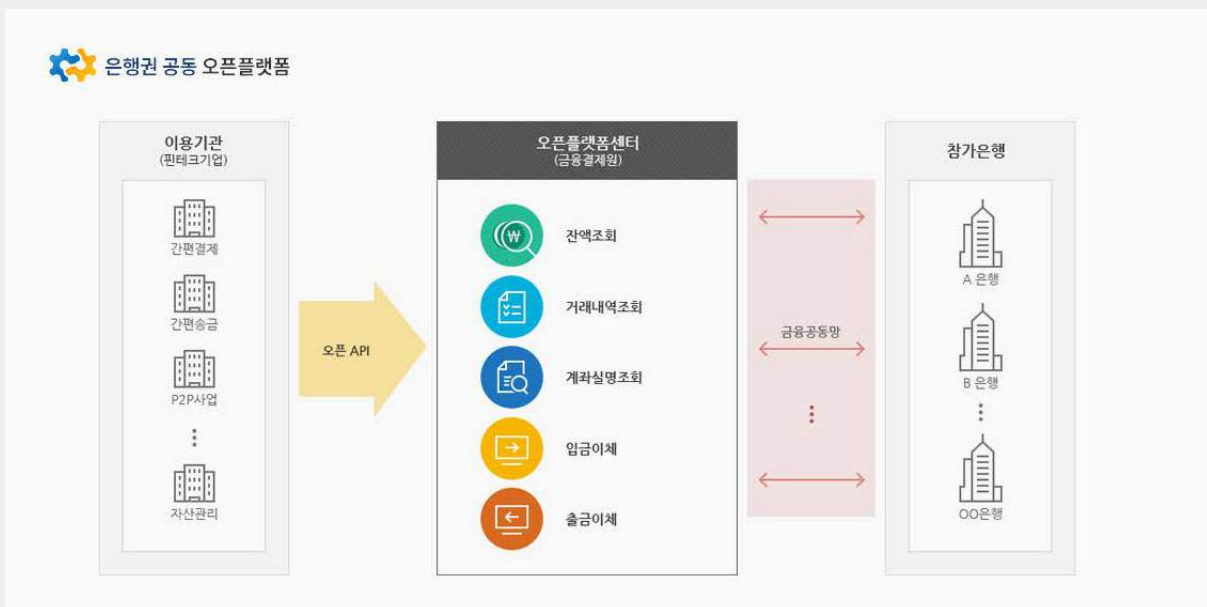 은행권 공동 오픈플랫폼
이용기관
(핀테크기업)
간편결제
간편송금
P2P사업
자산관리
오픈 API
오픈플랫폼센터
(금융결제원)
₩
잔액조회
거래내역조회
계좌실명조회
입금이체
출금이체
금융공동망
참가은행
A 은행
B 은행
OO은행